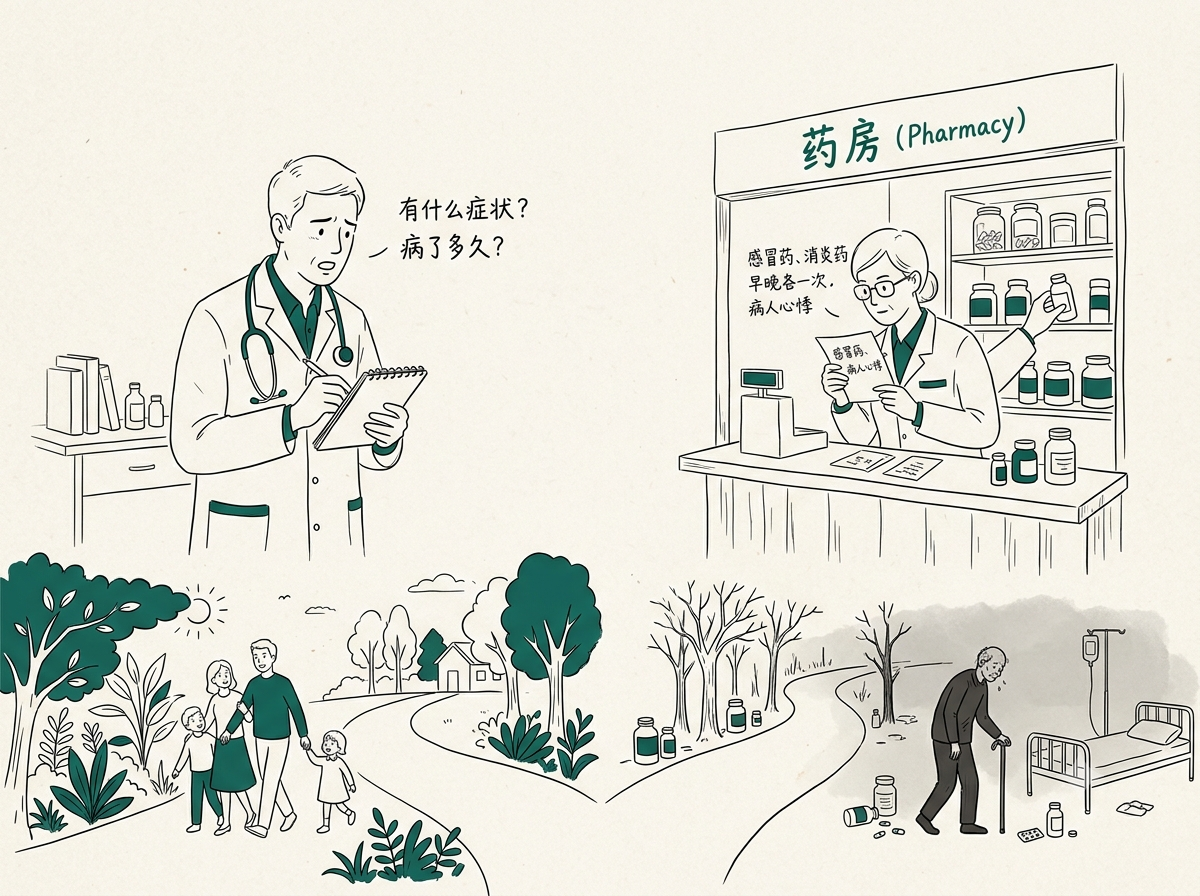 有什么症状？
病了多久？
药房 (Pharmacy)
感冒药、消炎药
早晚各一次，
病人心悸
感冒药、
病人心悸